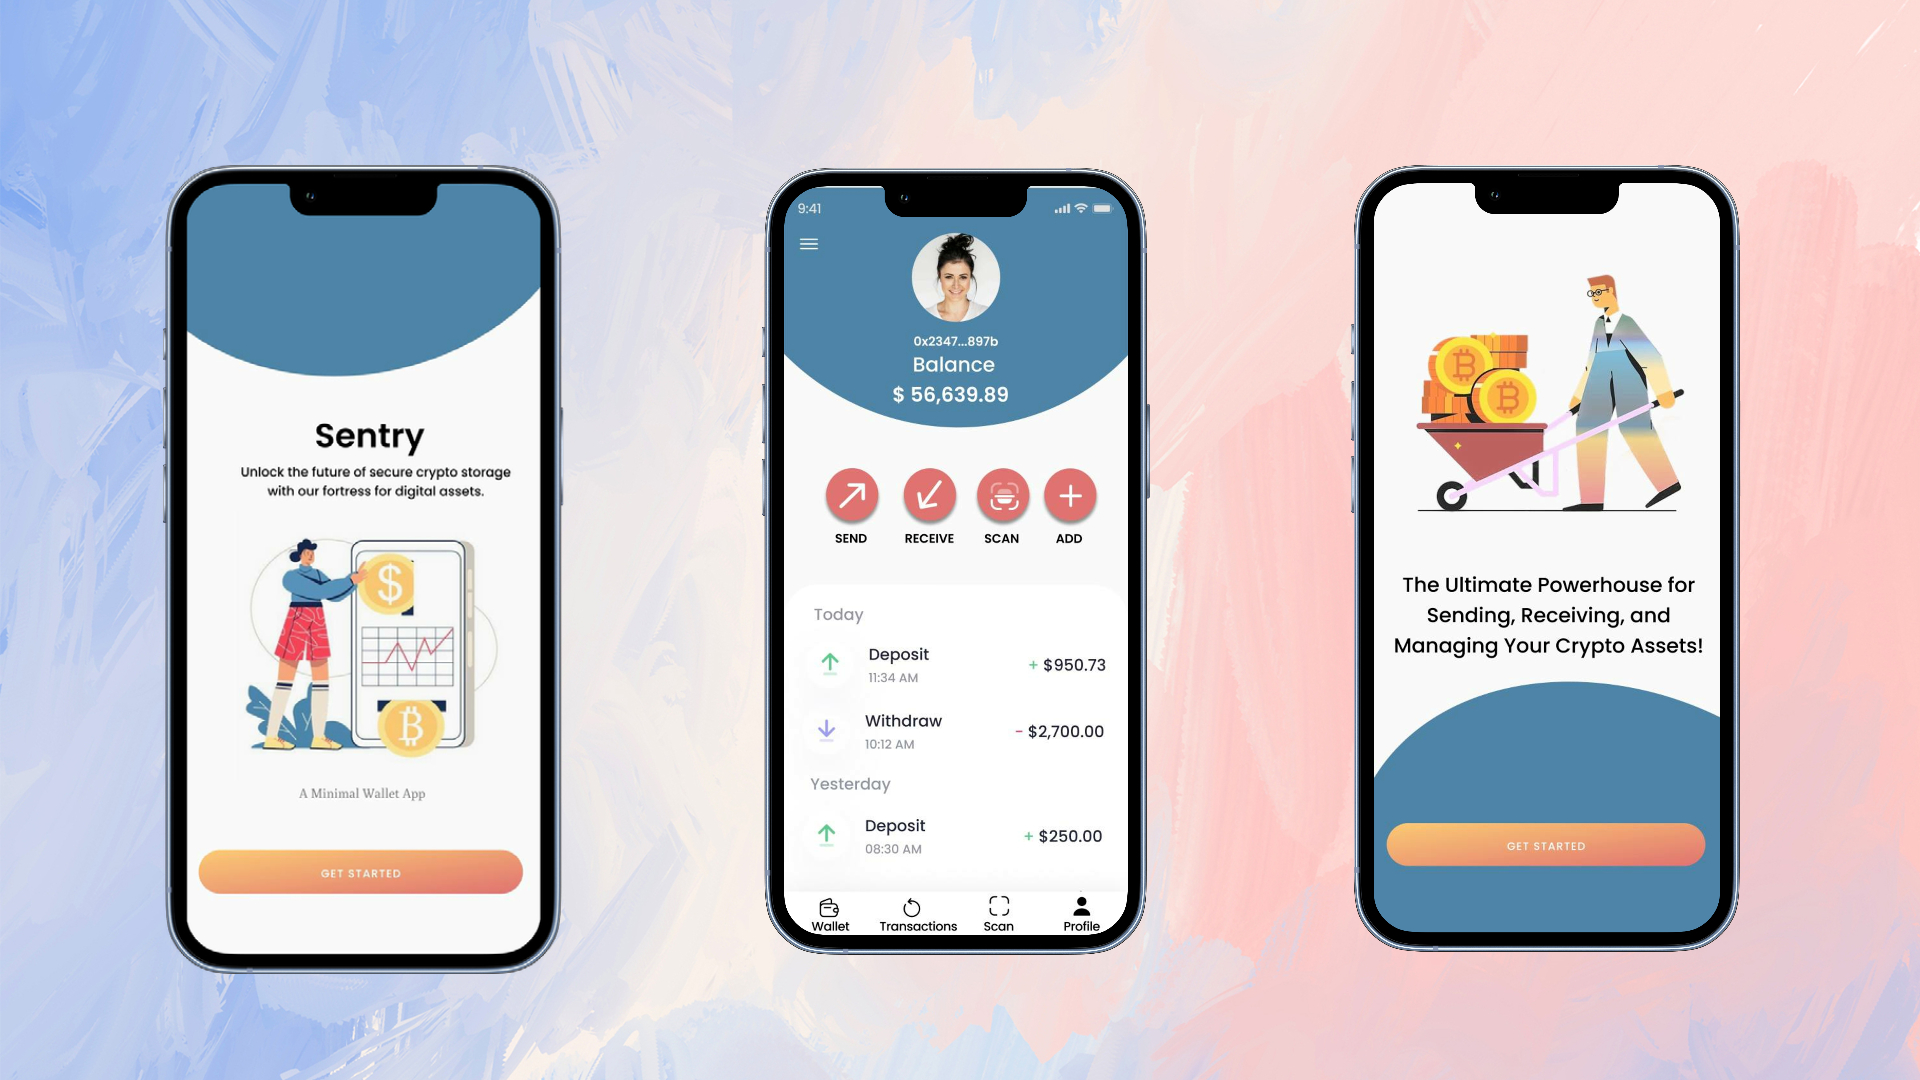 Sentry
Unlock the future of secure crypto storage
with our fortress for digital assets.
$
B
A Minimal Wallet App
GET STARTED
9:41
0x2347...897b
Balance
$ 56,639.89
SEND RECEIVE SCAN ADD
Today
Deposit
11:34 AM
+ $950.73
Withdraw
10:12 AM
- $2,700.00
Yesterday
Deposit
08:30 AM
+ $250.00
Wallet Transactions Scan Profile
B
B
The Ultimate Powerhouse for
Sending, Receiving, and
Managing Your Crypto Assets!
GET STARTED